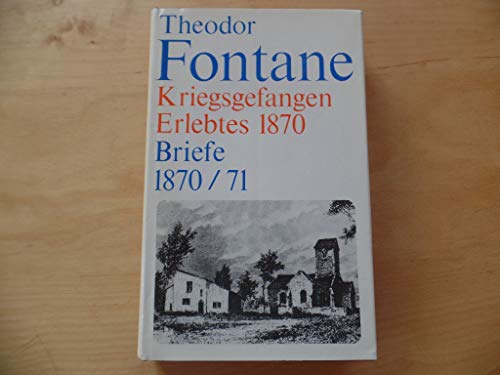 Theodor
Fontane
Kriegsgefangen
Erlebtes 1870
Briefe
1870/71